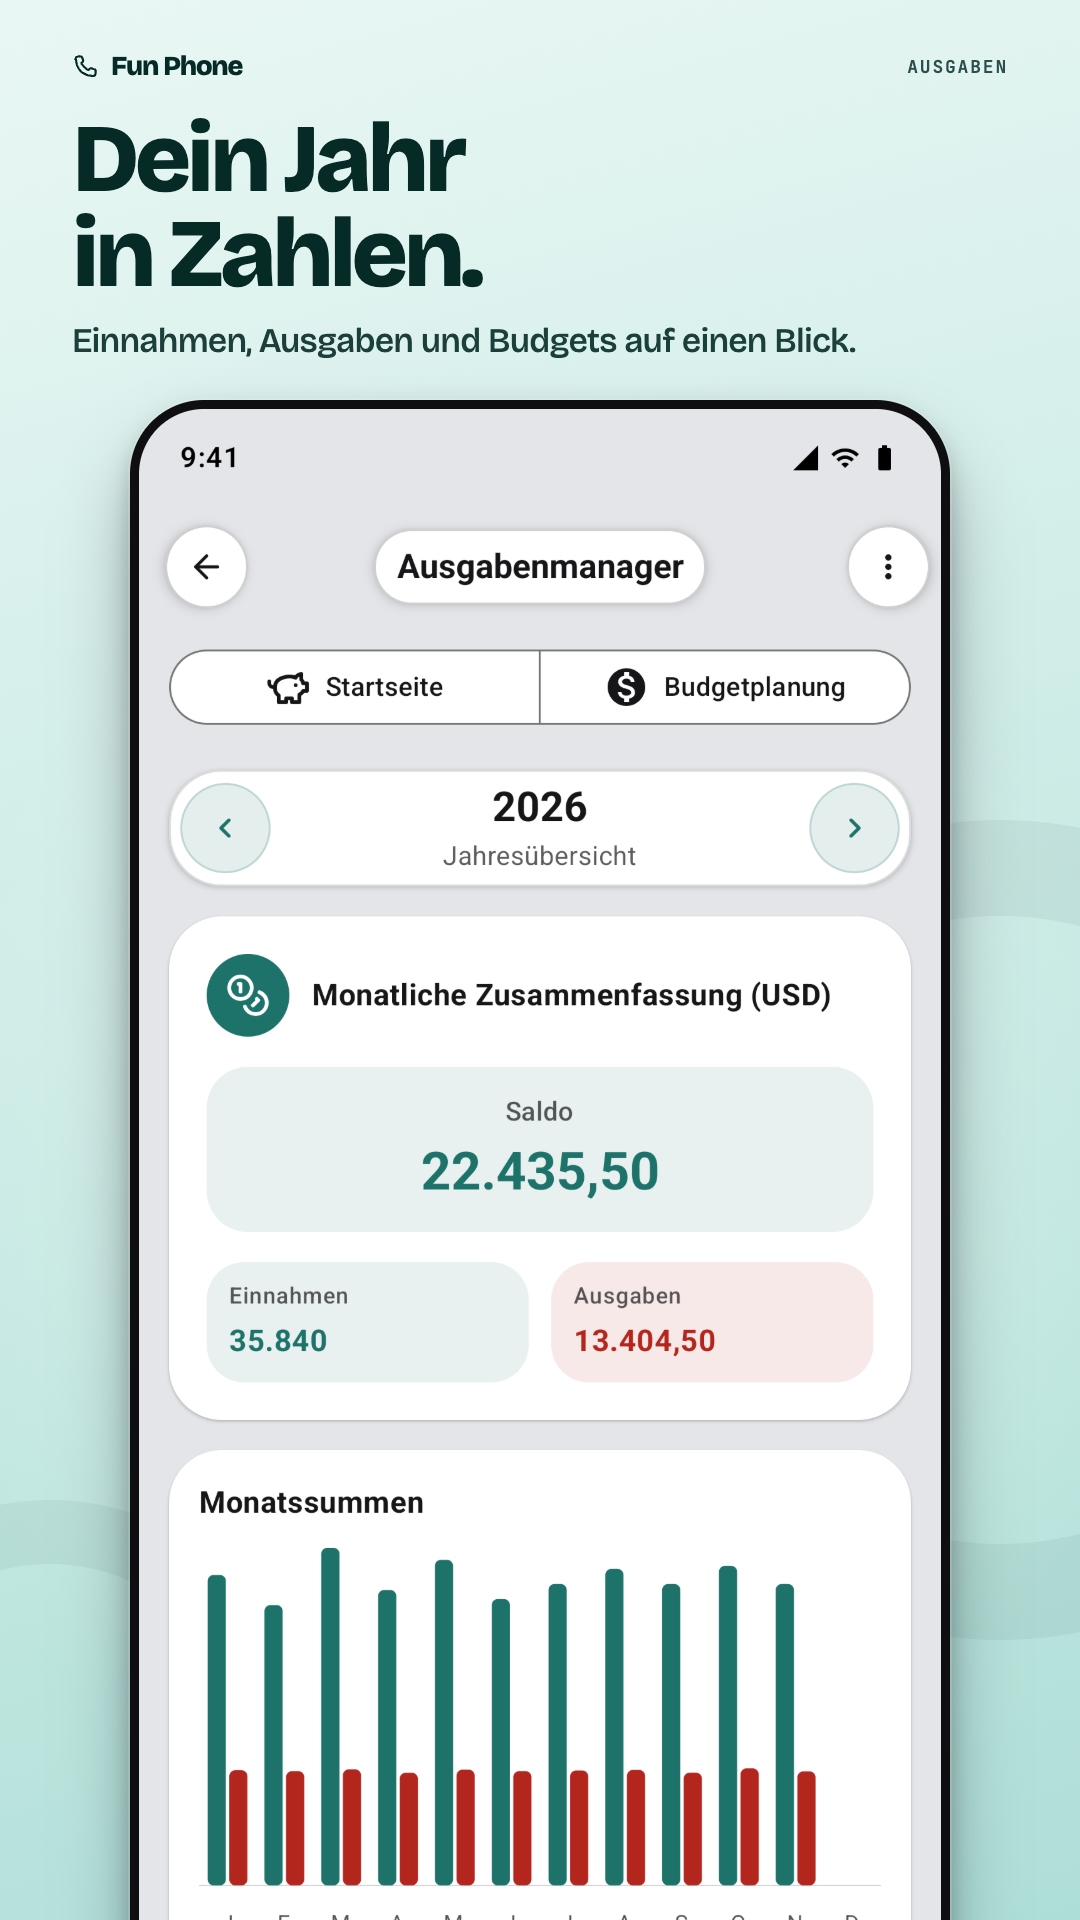 Fun Phone
AUSGABEN
Dein Jahr
in Zahlen.
Einnahmen, Ausgaben und Budgets auf einen Blick.
9:41
Ausgabenmanager
Startseite
Budgetplanung
2026
Jahresübersicht
Monatliche Zusammenfassung (USD)
Saldo
22.435,50
Einnahmen
35.840
Ausgaben
13.404,50
Monatssummen